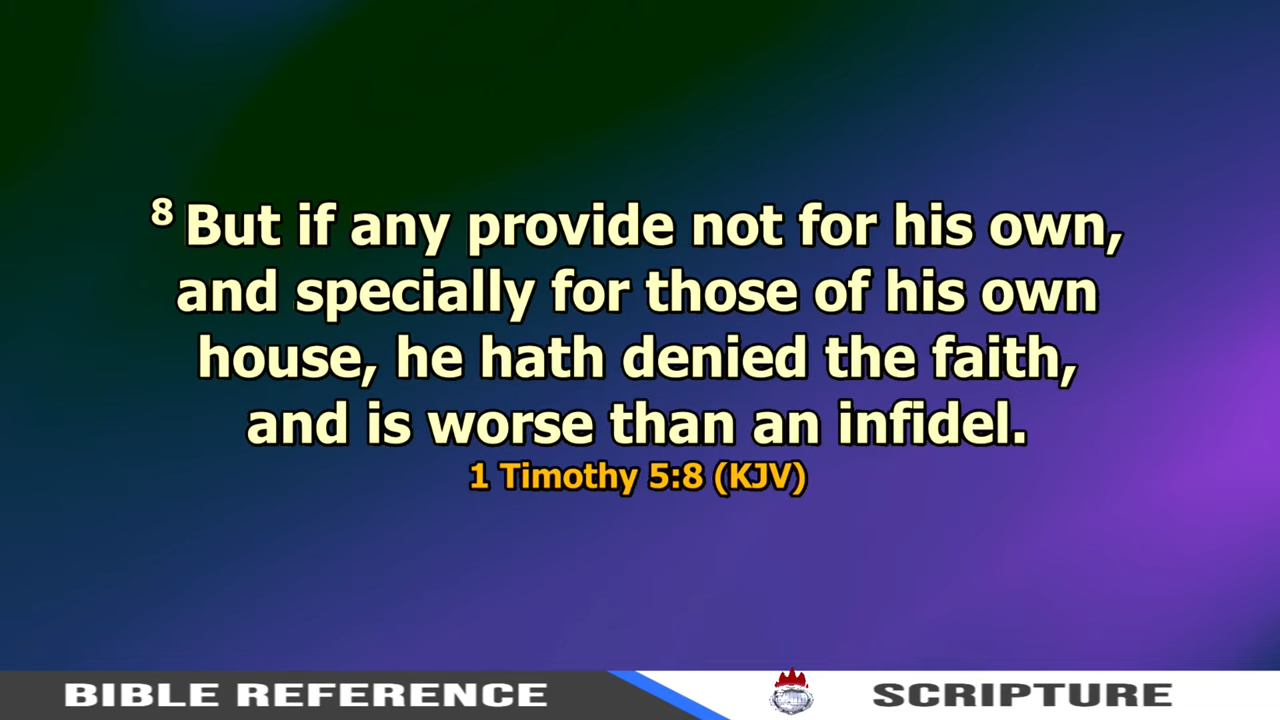 8 But if any provide not for his own,
and specially for those of his own
house, he hath denied the faith,
and is worse than an infidel.
1 Timothy 5:8 (KJV)
BIBLE REFERENCE
SCRIPTURE